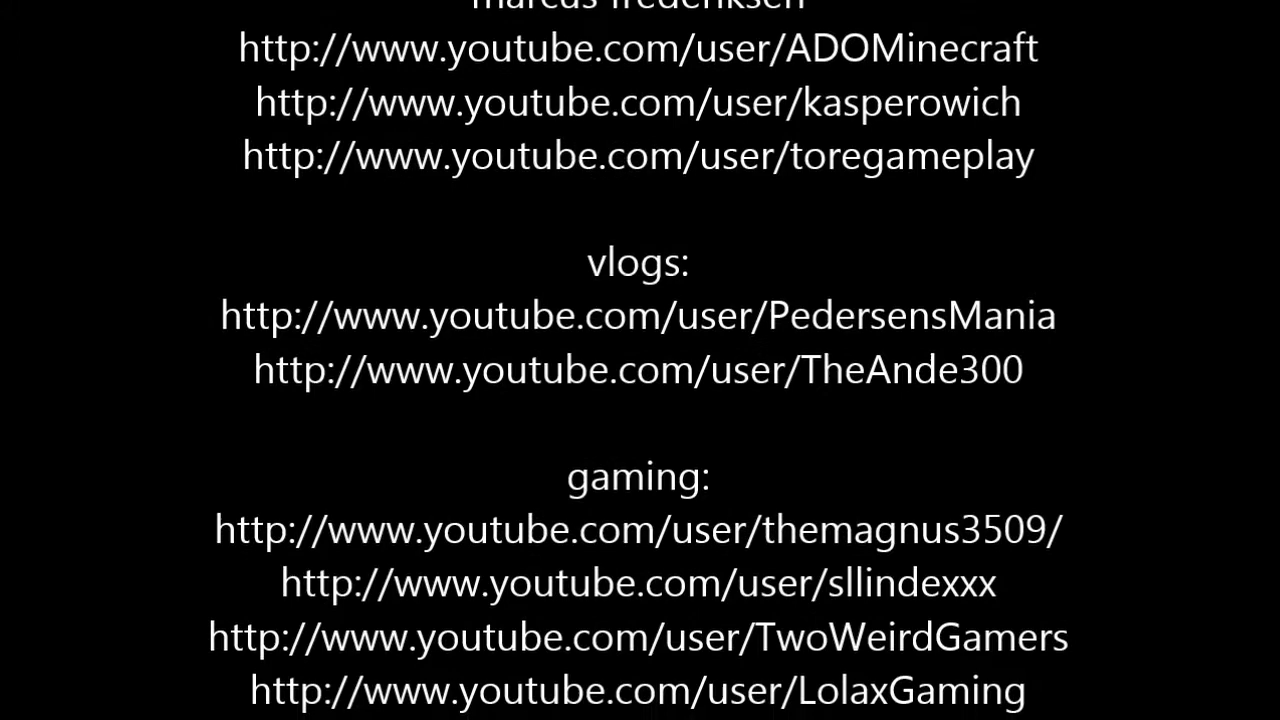 marcus frederiksen
http://www.youtube.com/user/ADOMinecraft
http://www.youtube.com/user/kasperowich
http://www.youtube.com/user/toregameplay
vlogs:
http://www.youtube.com/user/PedersensMania
http://www.youtube.com/user/TheAnde300
gaming:
http://www.youtube.com/user/themagnus3509/
http://www.youtube.com/user/sllindexxx
http://www.youtube.com/user/TwoWeirdGamers
http://www.youtube.com/user/LolaxGaming